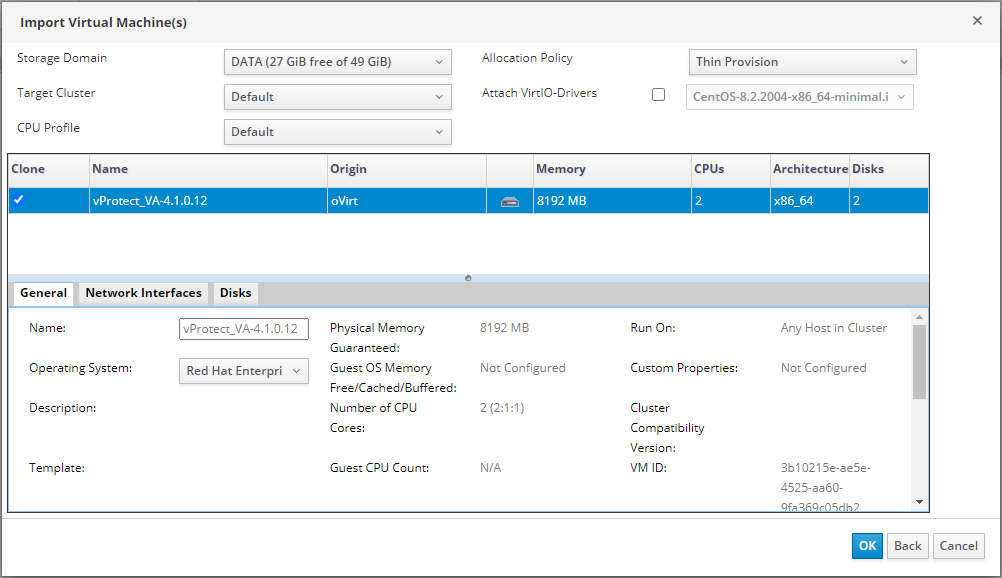 Import Virtual Machine(s)
Storage Domain DATA (27 GiB free of 49 GiB) Allocation Policy Thin Provision
Target Cluster Default Attach VirtIO-Drivers CentOS-8.2.2004-x86_64-minimal.i
CPU Profile Default
Clone Name Origin Memory CPUs Architecture Disks
vProtect_VA-4.1.0.12 oVirt 8192 MB 2 x86_64 2
General Network Interfaces Disks
Name: vProtect_VA-4.1.0.12 Physical Memory Guaranteed: 8192 MB Run On: Any Host in Cluster
Operating System: Red Hat Enterpri Guest OS Memory Free/Cached/Buffered: Not Configured Custom Properties: Not Configured
Description: Number of CPU Cores: 2 (2:1:1) Cluster Compatibility Version:
Template: Guest CPU Count: N/A VM ID: 3b10215e-ae5e-4525-aa60-9fa369c05db2
OK Back Cancel